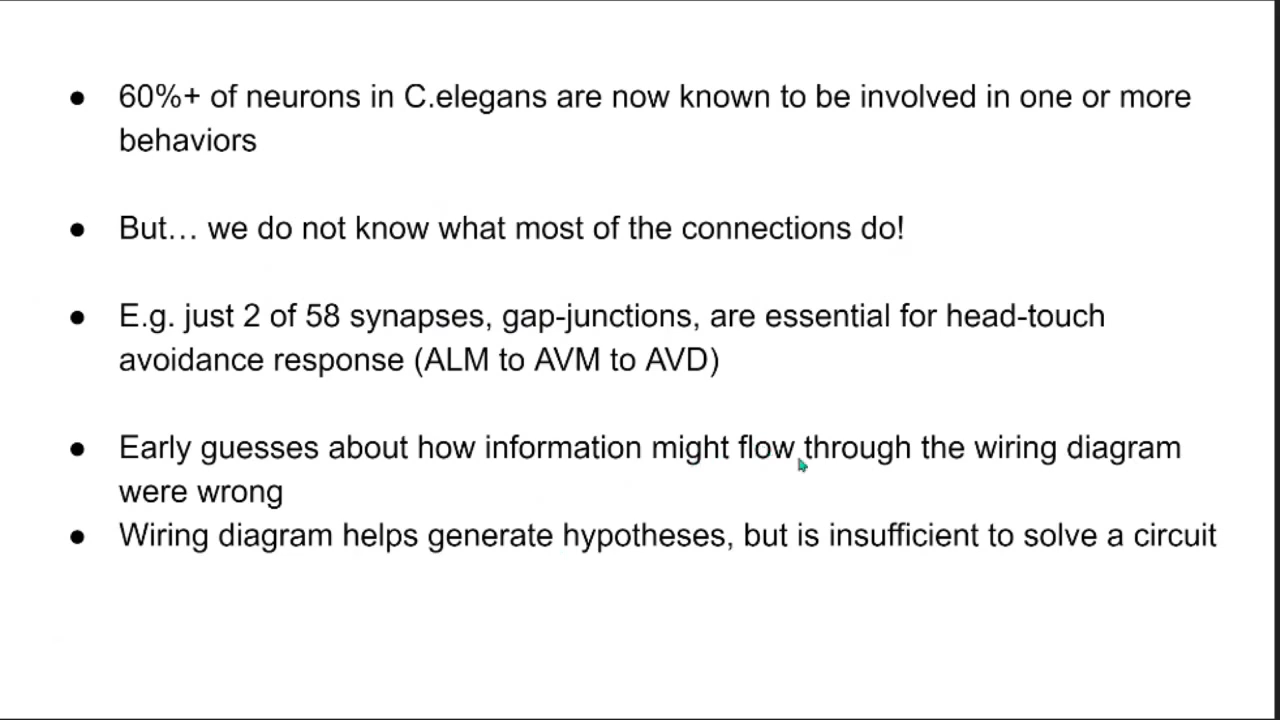 ● 60%+ of neurons in C.elegans are now known to be involved in one or more
behaviors
● But… we do not know what most of the connections do!
● E.g. just 2 of 58 synapses, gap-junctions, are essential for head-touch
avoidance response (ALM to AVM to AVD)
● Early guesses about how information might flow through the wiring diagram
were wrong
● Wiring diagram helps generate hypotheses, but is insufficient to solve a circuit